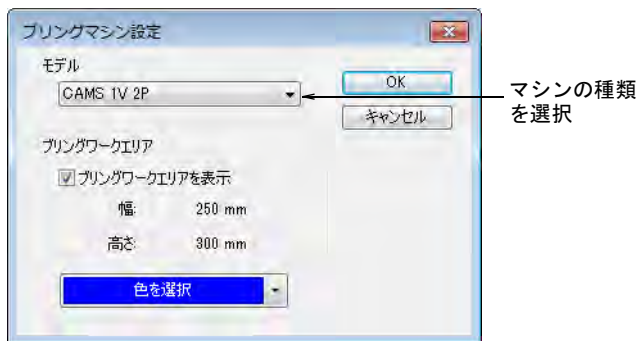 ブリングマシン設定
モデル
CAMS 1V 2P
OK
キャンセル
マシンの種類
を選択
ブリングワークエリア
ブリングワークエリアを表示
幅: 250 mm
高さ: 300 mm
色を選択